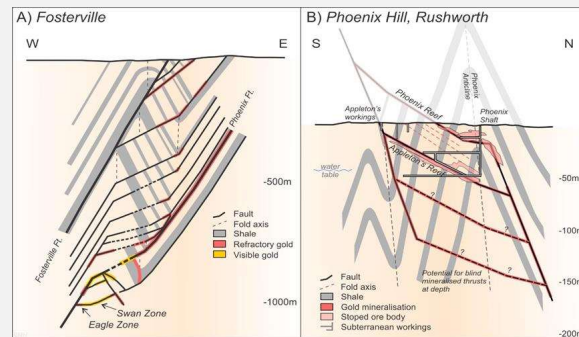 A) Fosterville
W
E
Phoenix Ft.
-500m
Fosterville Ft.
Fault
Fold axis
Shale
Refractory gold
Visible gold
-1000m
Swan Zone
Eagle Zone
B) Phoenix Hill, Rushworth
S
N
Phoenix
Anticline
Phoenix Reef
Appleton's
workings
Phoenix
Shaft
Appleton's Reef
water
table
-50m
?
?
-100m
?
?
-150m
Fault
Fold axis
Shale
Gold mineralisation
Stoped ore body
Subterranean workings
Potential for blind
mineralised thrusts
at depth
-200m